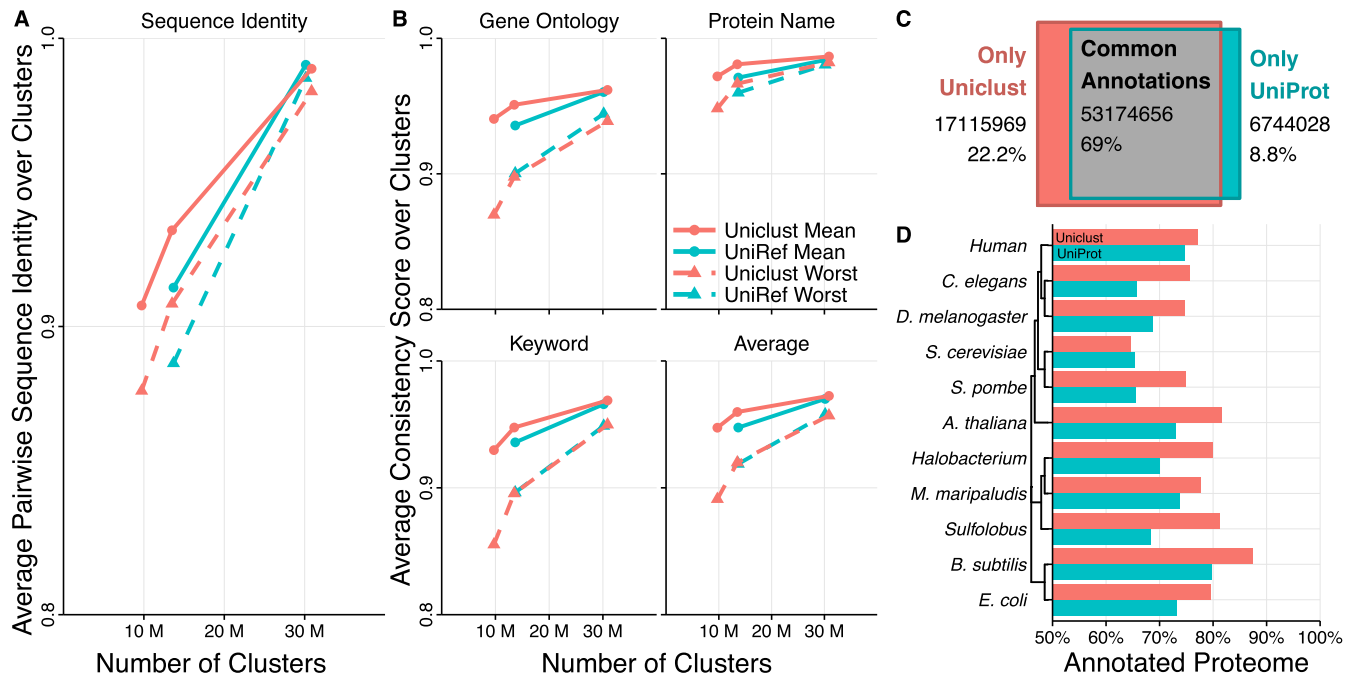 A
Sequence Identity
Average Pairwise Sequence Identity over Clusters
1.0
0.9
0.8
10 M
20 M
30 M
Number of Clusters
B
Gene Ontology
Protein Name
Average Consistency Score over Clusters
1.0
0.9
0.8
Uniclust Mean
UniRef Mean
Uniclust Worst
UniRef Worst
Keyword
Average
1.0
0.9
0.8
10 M
20 M
30 M
10 M
20 M
30 M
Number of Clusters
C
Only
Uniclust
17115969
22.2%
Common
Annotations
53174656
69%
Only
UniProt
6744028
8.8%
D
Uniclust
UniProt
Human
C. elegans
D. melanogaster
S. cerevisiae
S. pombe
A. thaliana
Halobacterium
M. maripaludis
Sulfolobus
B. subtilis
E. coli
50%
60%
70%
80%
90%
100%
Annotated Proteome